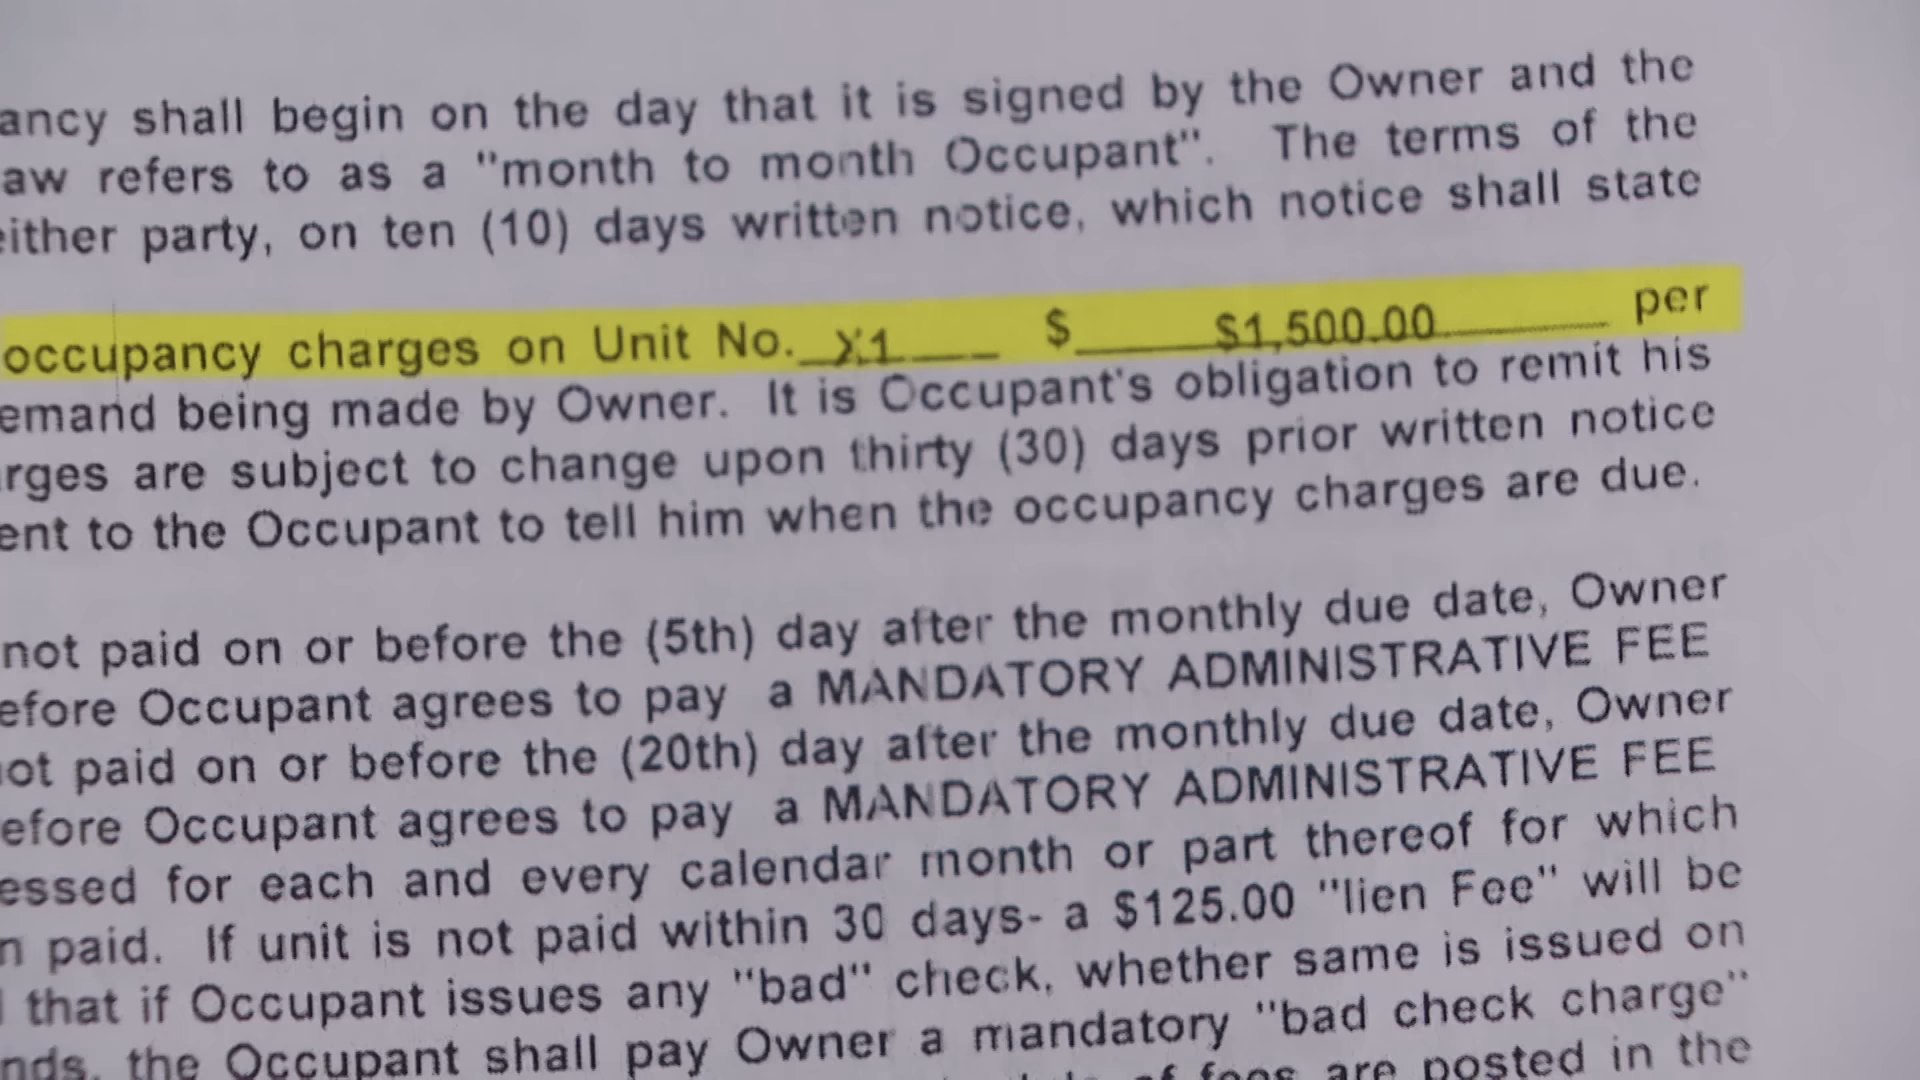 ancy shall begin on the day that it is signed by the Owner and the
aw refers to as a "month to month Occupant". The terms of the
either party, on ten (10) days written notice, which notice shall state
occupancy charges on Unit No. X1 $ $1,500.00 per
emand being made by Owner. It is Occupant's obligation to remit his
rges are subject to change upon thirty (30) days prior written notice
ent to the Occupant to tell him when the occupancy charges are due.
not paid on or before the (5th) day after the monthly due date, Owner
efore Occupant agrees to pay a MANDATORY ADMINISTRATIVE FEE
ot paid on or before the (20th) day after the monthly due date, Owner
efore Occupant agrees to pay a MANDATORY ADMINISTRATIVE FEE
essed for each and every calendar month or part thereof for which
n paid. If unit is not paid within 30 days- a $125.00 "lien Fee" will be
that if Occupant issues any "bad" check, whether same is issued on
nds, the Occupant shall pay Owner a mandatory "bad check charge"
of fees are posted in the